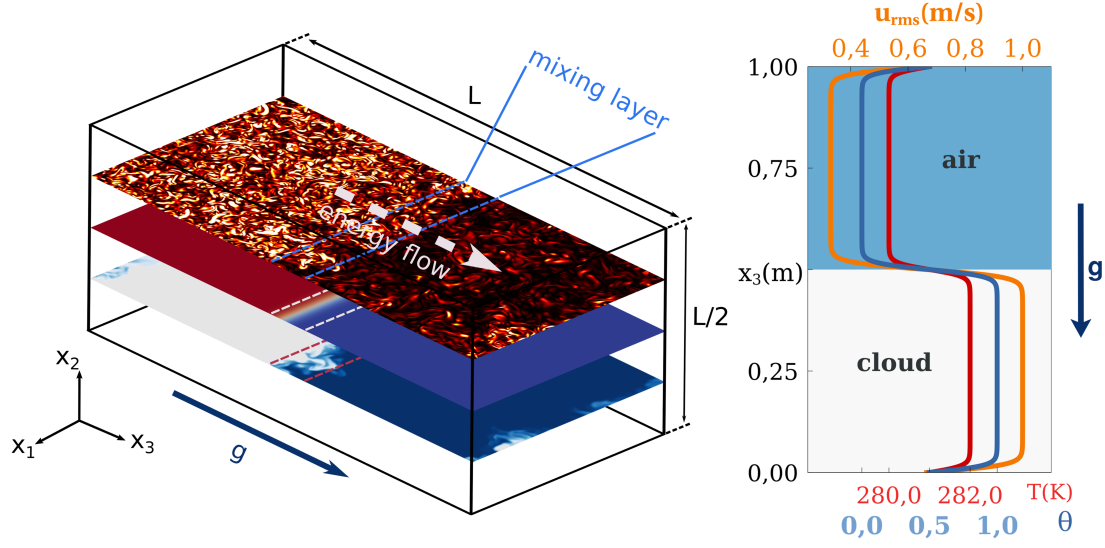 L
mixing layer
energy flow
L/2
x₂
x₁
x₃
g
u_rms(m/s)
0,4 0,6 0,8 1,0
1,00
0,75
x₃(m)
0,25
0,00
air
cloud
g
280,0 282,0 T(K)
0,0 0,5 1,0 θ